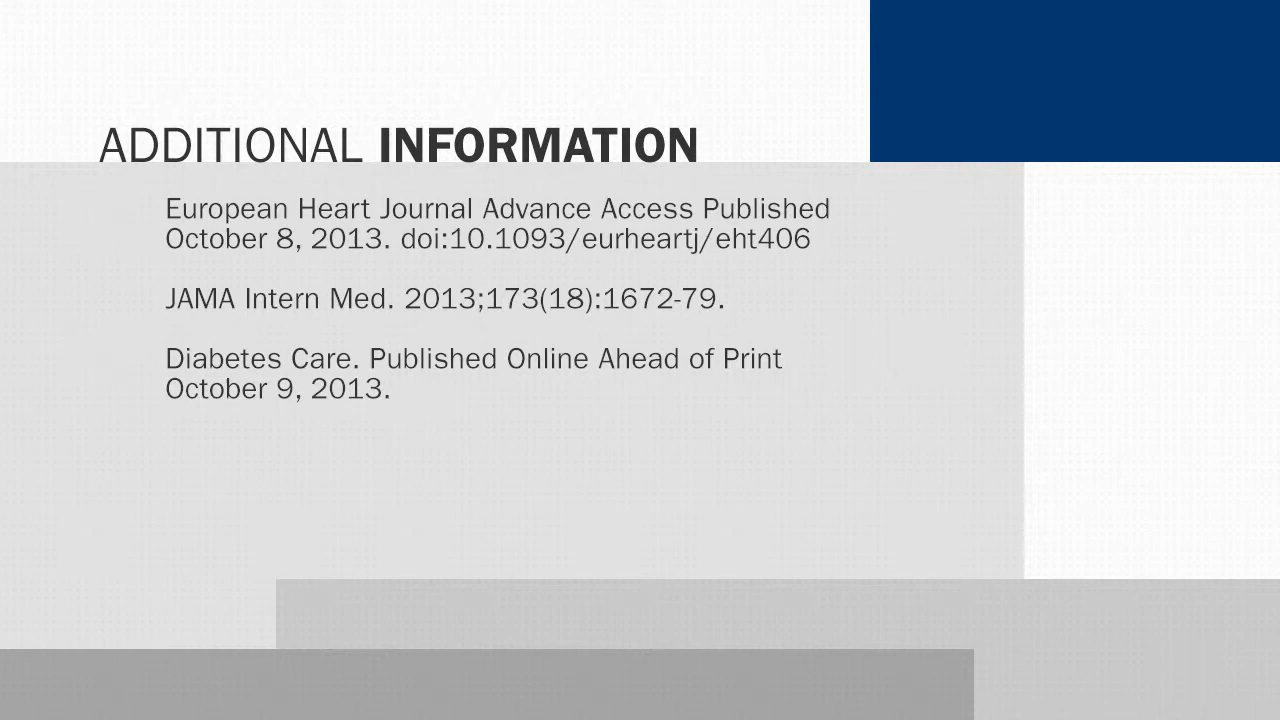 ADDITIONAL INFORMATION
European Heart Journal Advance Access Published
October 8, 2013. doi:10.1093/eurheartj/eht406
JAMA Intern Med. 2013;173(18):1672-79.
Diabetes Care. Published Online Ahead of Print
October 9, 2013.